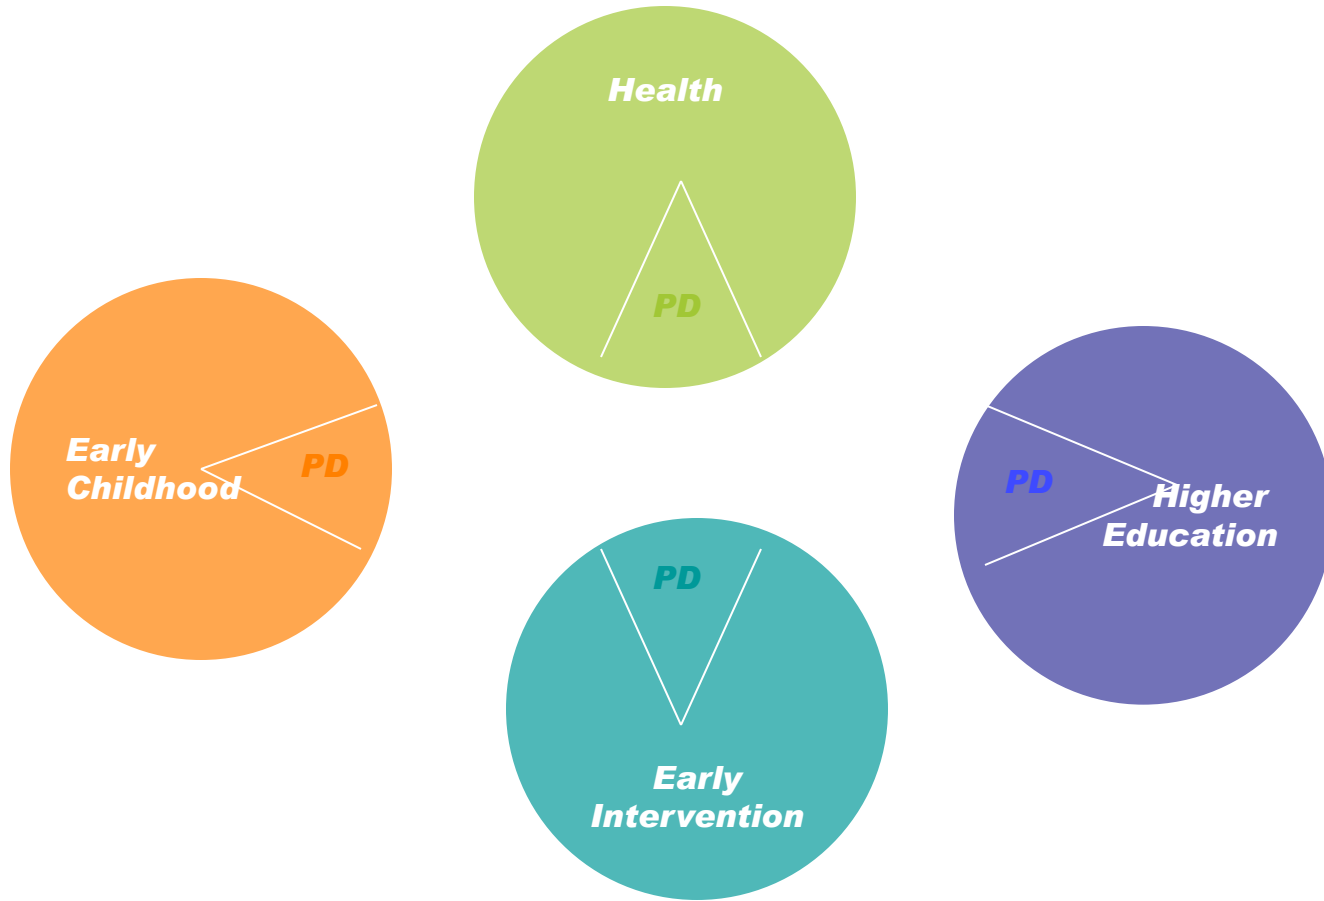 Health
PD
Early
Childhood
PD
PD
Higher
Education
PD
Early
Intervention